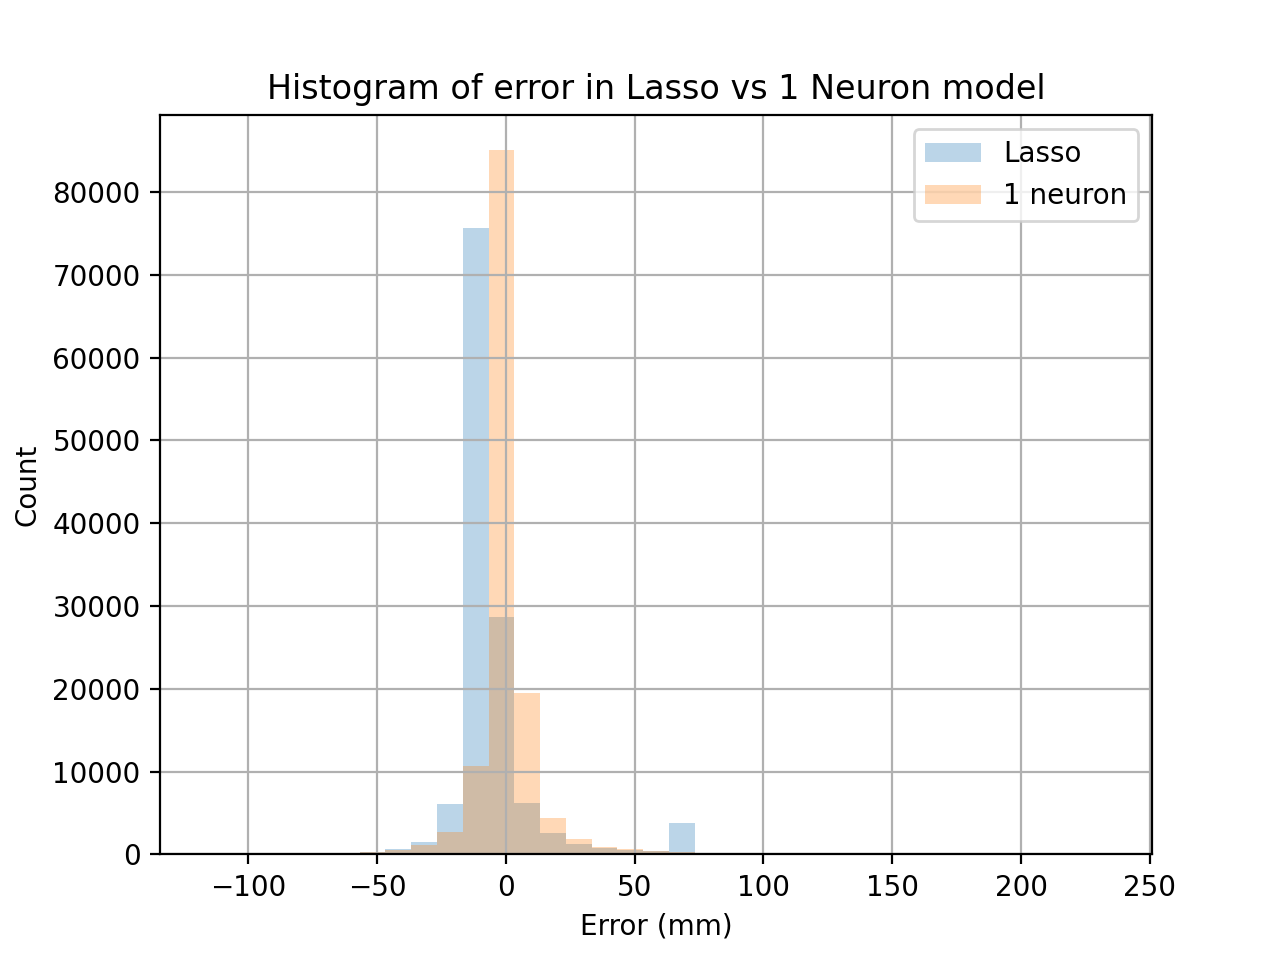 Histogram of error in Lasso vs 1 Neuron model
Lasso
1 neuron
80000
70000
60000
50000
40000
30000
20000
10000
0
Count
−100 −50 0 50 100 150 200 250
Error (mm)